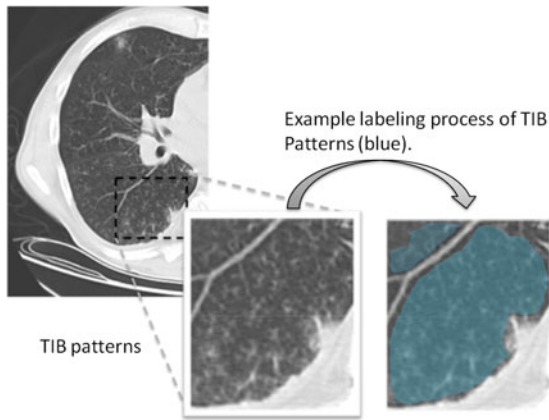 Example labeling process of TIB
Patterns (blue).
TIB patterns